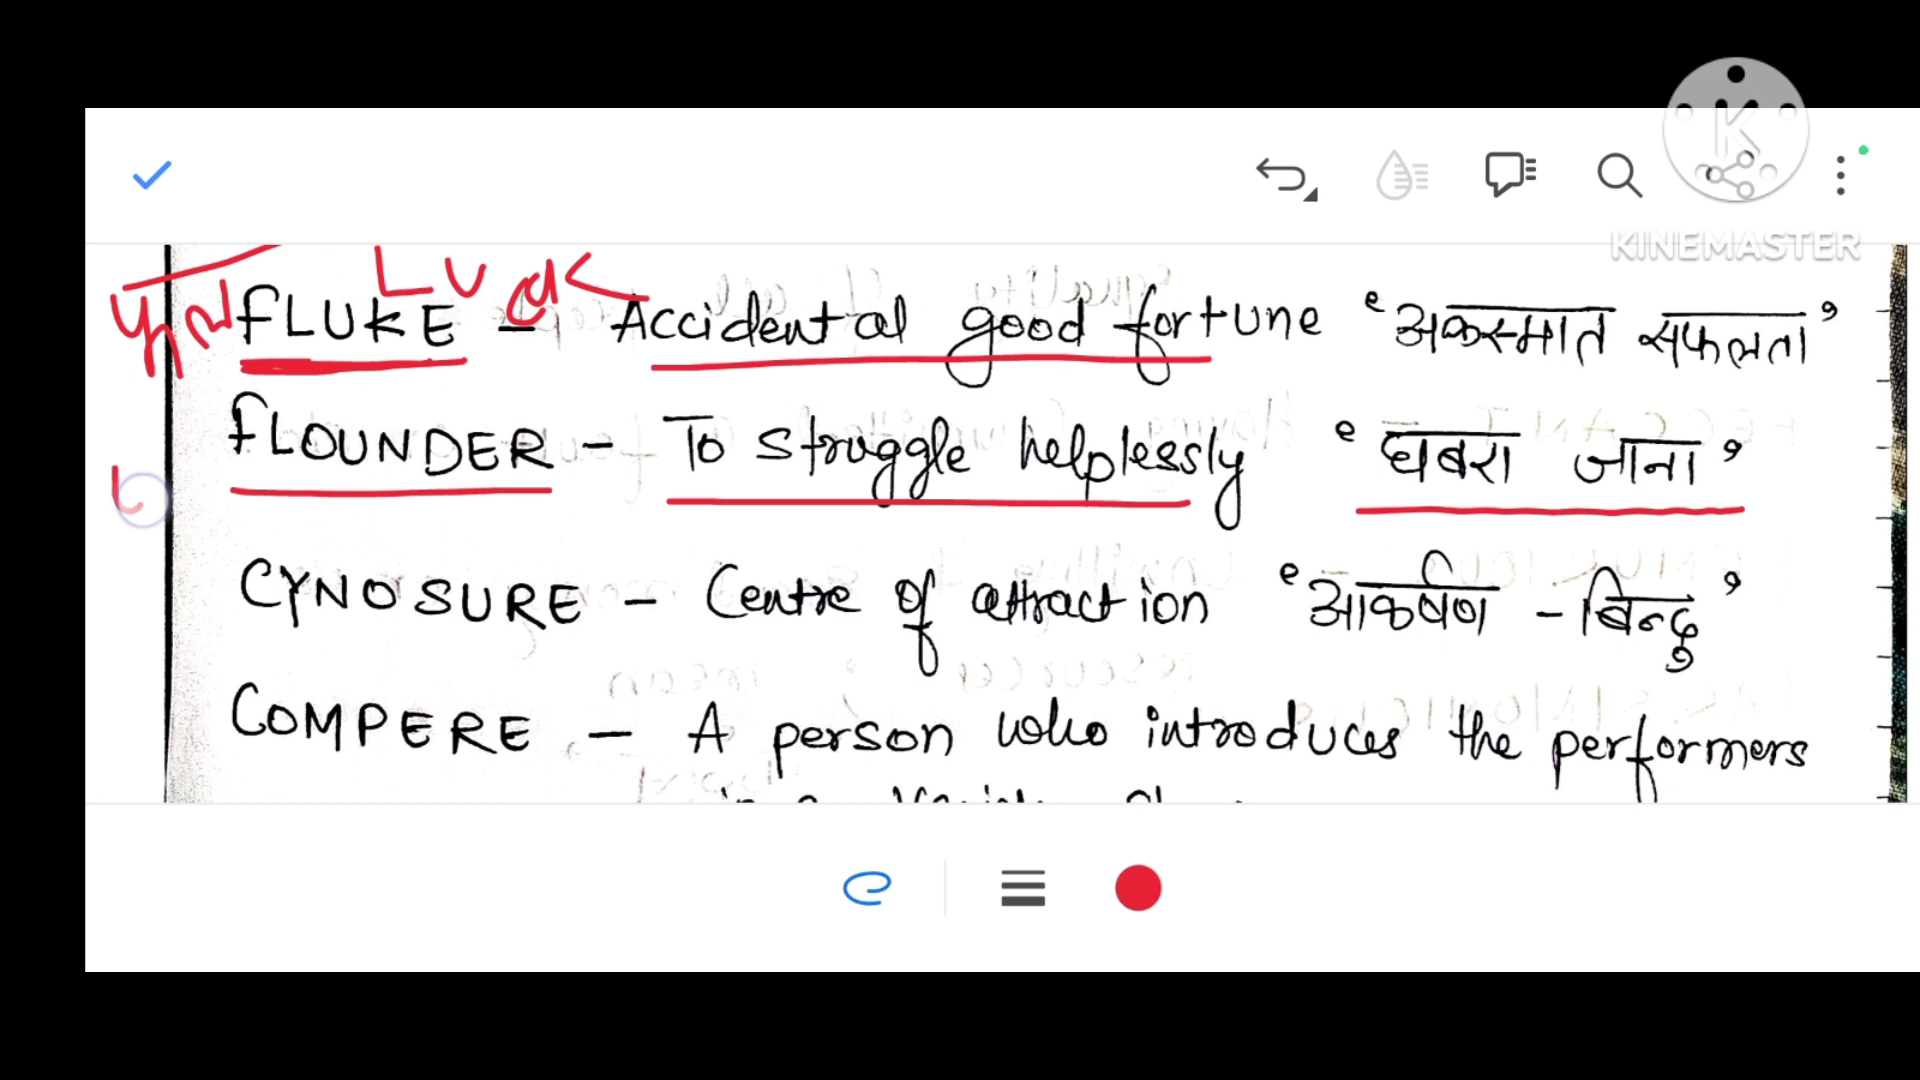 KINEMASTER
फुल Luck
FLUKE - Accidental good fortune ‘अकस्मात सफलता’
FLOUNDER - To struggle helplessly ‘घबरा जाना’
CYNOSURE - Centre of attraction ‘आकर्षण - बिन्दु’
COMPERE - A person who introduces the performers